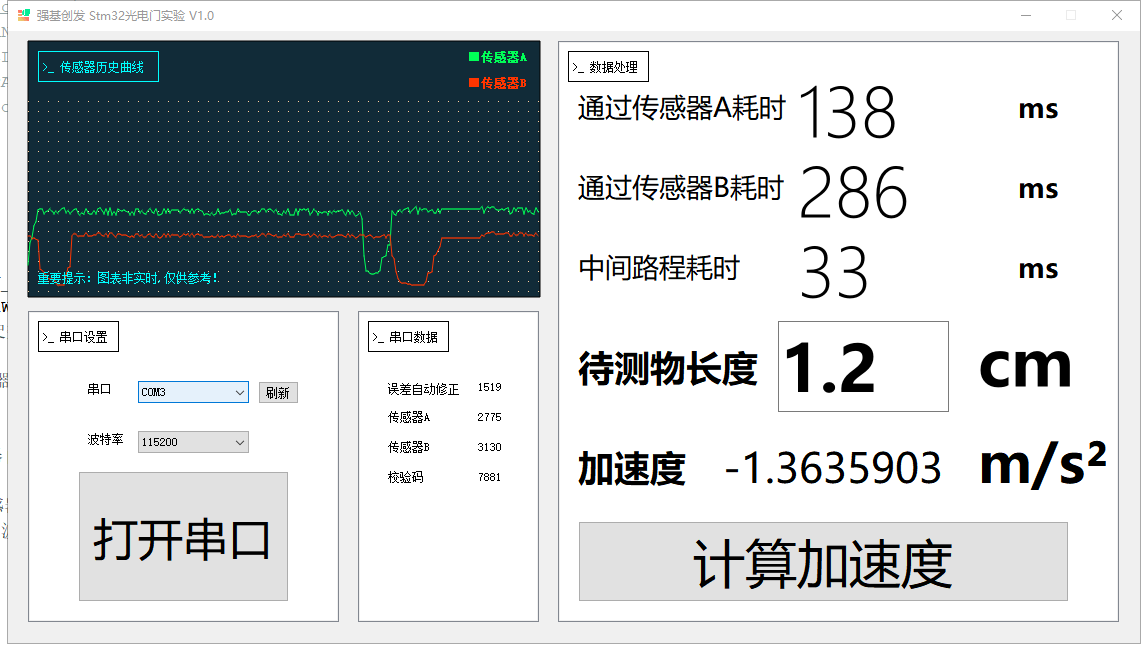 强基创发 Stm32光电门实验 V1.0
>_ 传感器历史曲线
传感器A
传感器B
重要提示：图表非实时,仅供参考!
>_ 串口设置
串口 COM3 刷新
波特率 115200
打开串口
>_ 串口数据
误差自动修正 1519
传感器A 2775
传感器B 3130
校验码 7881
>_ 数据处理
通过传感器A耗时 138 ms
通过传感器B耗时 286 ms
中间路程耗时 33 ms
待测物长度 1.2 cm
加速度 -1.3635903 m/s²
计算加速度